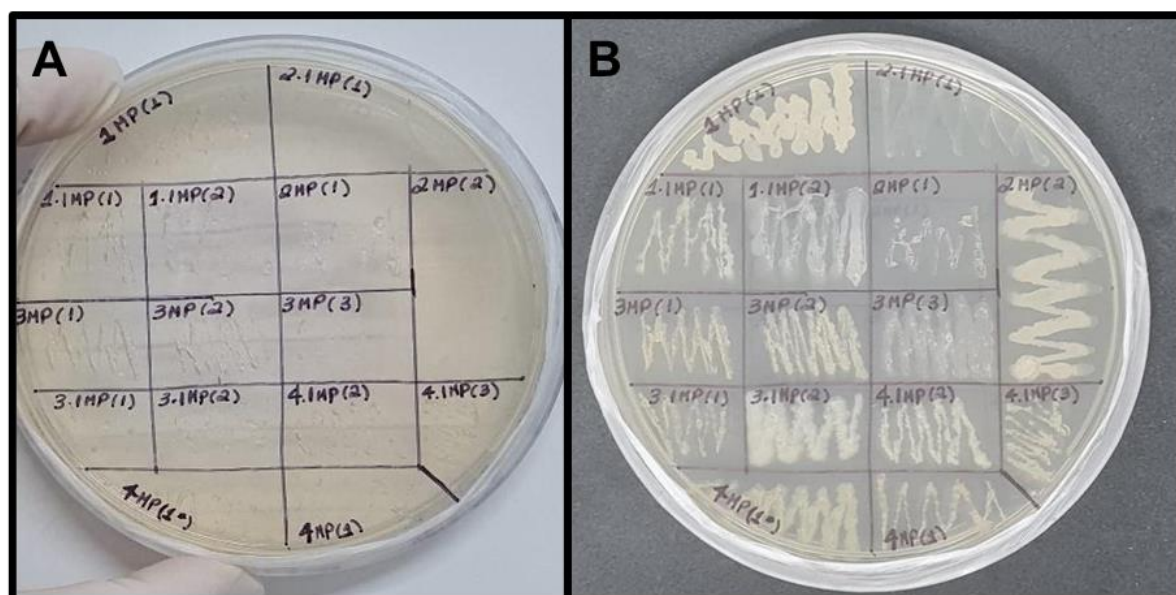 A
1MP(1)
2.1MP(1)
1.1MP(1)
1.1MP(2)
2MP(1)
2MP(2)
3MP(1)
3MP(2)
3MP(3)
3.1MP(1)
3.1MP(2)
4.1MP(2)
4.1MP(3)
4MP(1*)
4MP(1)
B
1MP(1)
2.1MP(1)
1.1MP(1)
1.1MP(2)
2MP(1)
2MP(2)
3MP(1)
3MP(2)
3MP(3)
3.1MP(1)
3.1MP(2)
4.1MP(2)
4.1MP(3)
4MP(1*)
4MP(1)